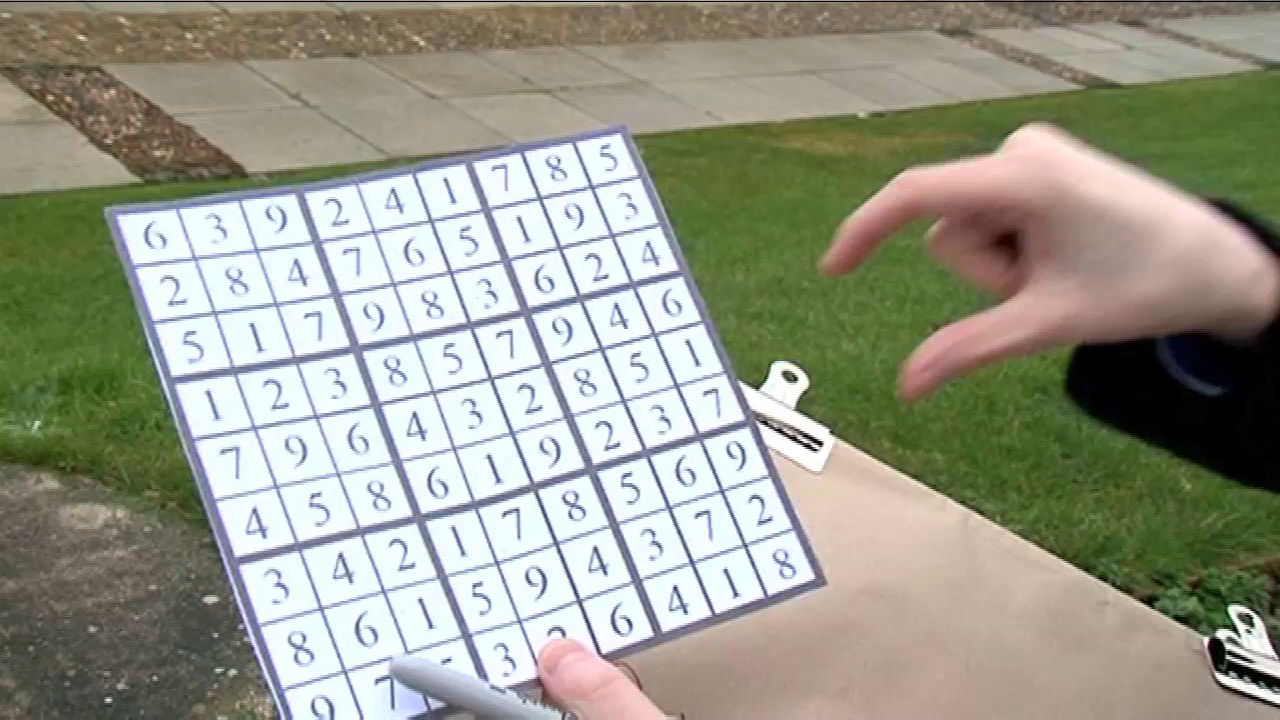 6 3 9 2 4 1 7 8 5
2 8 4 7 6 5 1 9 3
5 1 7 9 8 3 6 2 4
1 2 3 8 5 7 9 4 6
7 9 6 4 3 2 8 5 1
4 5 8 6 1 9 2 3 7
3 4 2 1 7 8 5 6 9
8 6 1 5 9 4 3 7 2
9 7 5 3 2 6 4 1 8